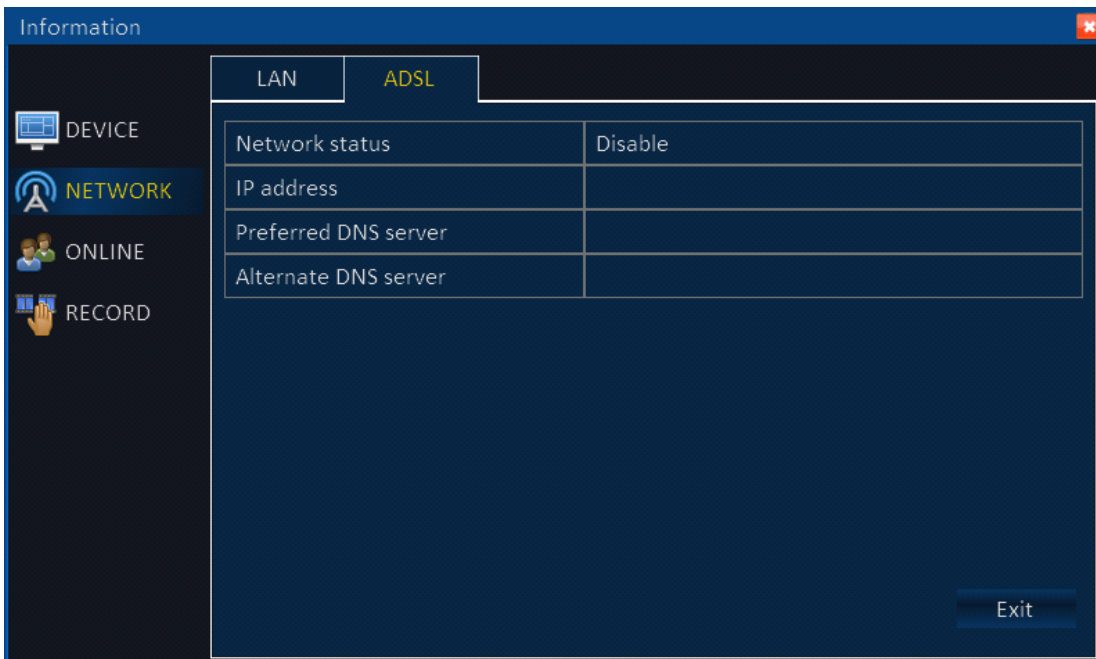 Information
LAN ADSL
DEVICE
NETWORK
ONLINE
RECORD
Network status Disable
IP address
Preferred DNS server
Alternate DNS server
Exit